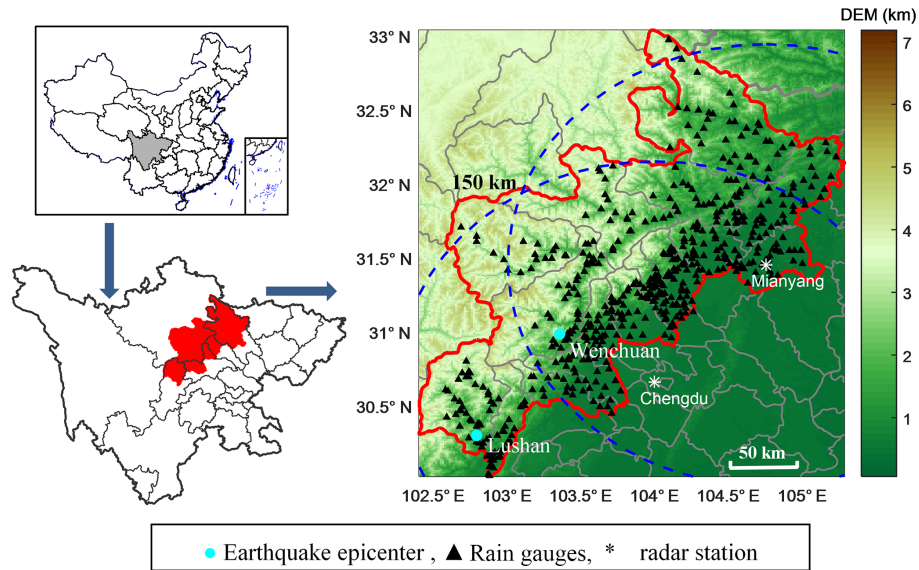 DEM (km)
33° N
32.5° N
32° N
31.5° N
31° N
30.5° N
150 km
Mianyang
Wenchuan
Chengdu
Lushan
50 km
7
6
5
4
3
2
1
102.5° E 103° E 103.5° E 104° E 104.5° E 105° E
Earthquake epicenter , ▲ Rain gauges, * radar station